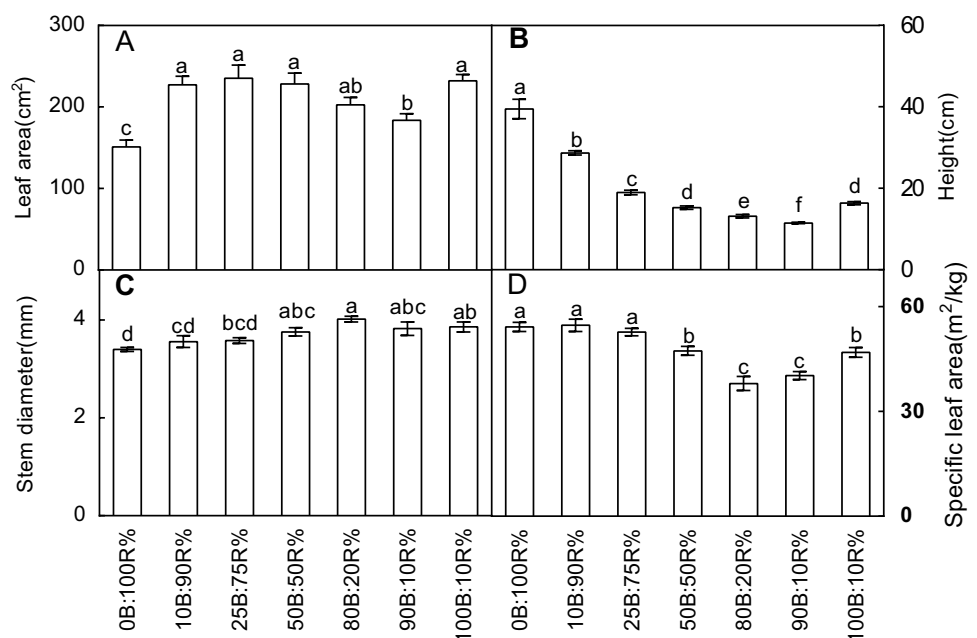 300
200
100
0
Leaf area(cm²)
A
c
a
a
a
ab
b
a
B
a
b
c
d
e
f
d
60
40
20
0
Height(cm)
4
2
0
Stem diameter(mm)
C
d
cd
bcd
abc
a
abc
ab
D
a
a
a
b
c
c
b
60
30
0
Specific leaf area(m²/kg)
0B:100R%
10B:90R%
25B:75R%
50B:50R%
80B:20R%
90B:10R%
100B:10R%
0B:100R%
10B:90R%
25B:75R%
50B:50R%
80B:20R%
90B:10R%
100B:10R%